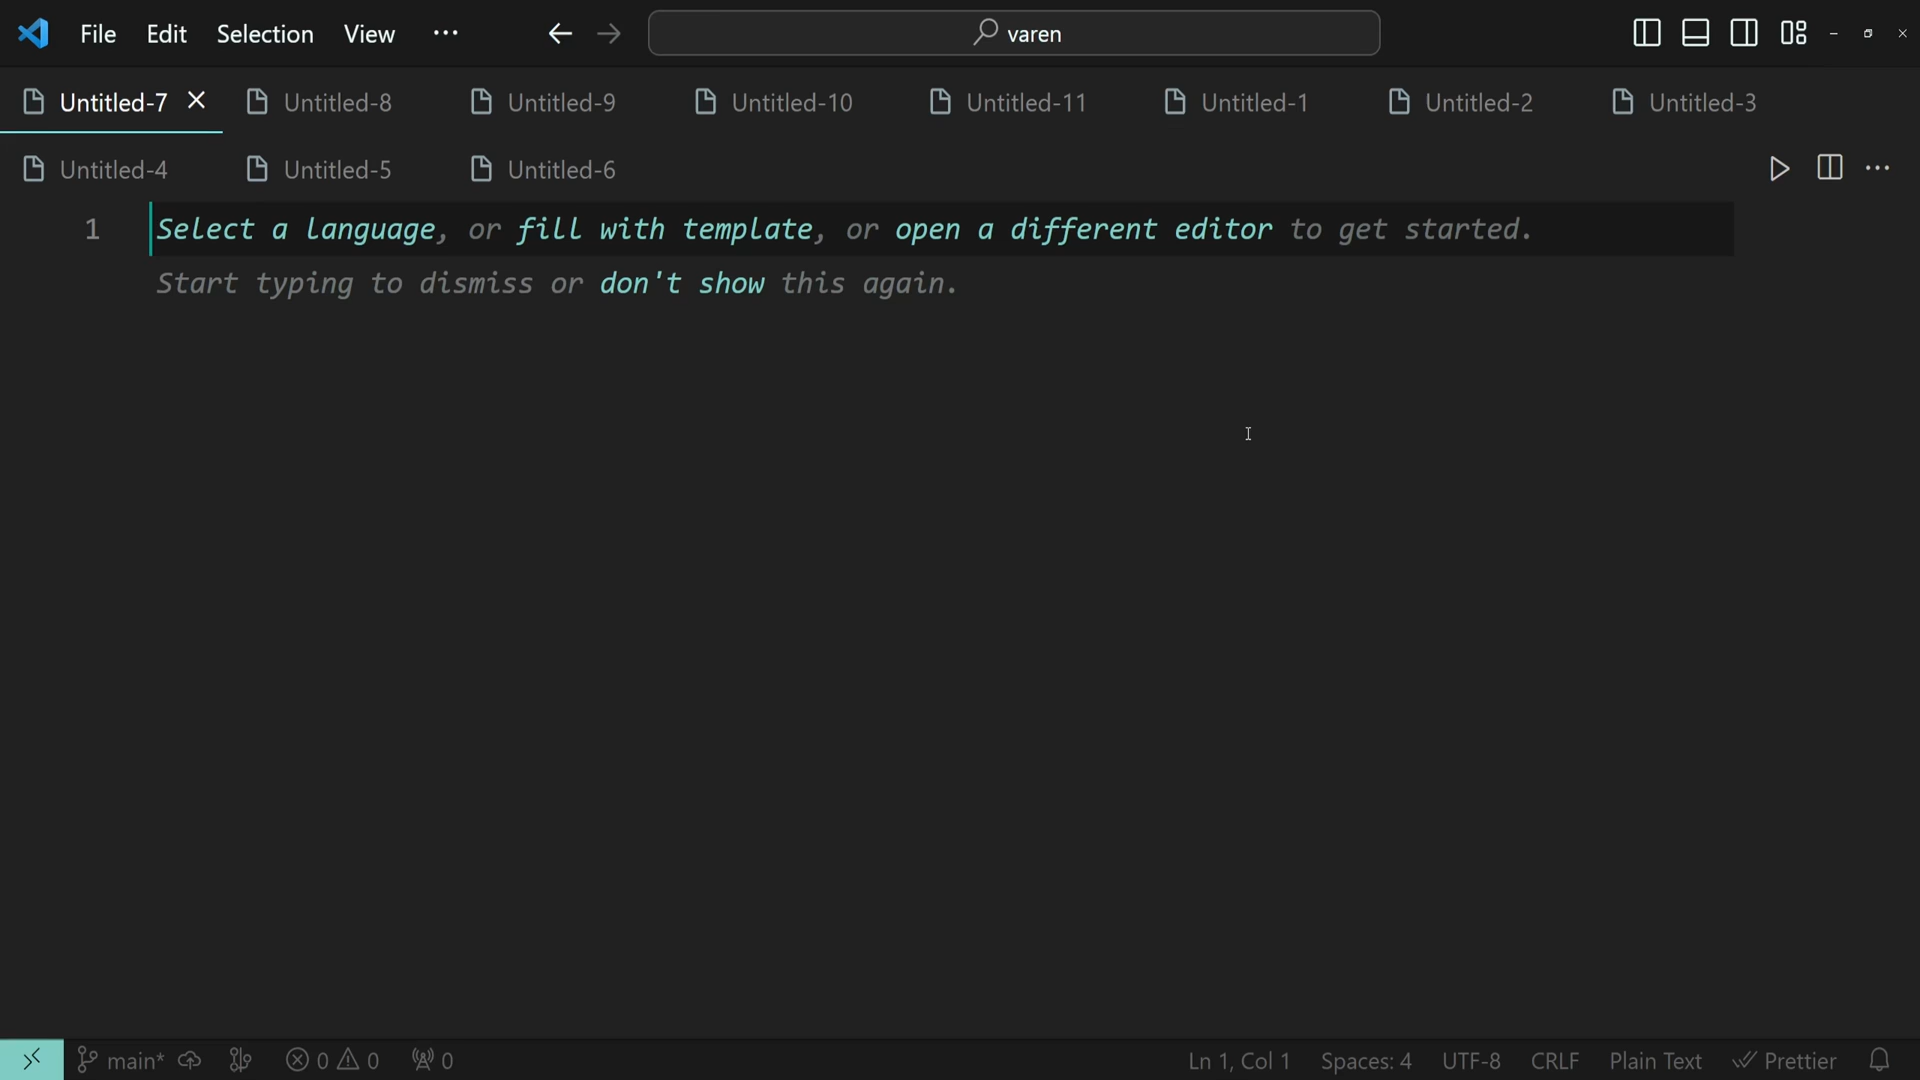 File Edit Selection View ··· varen
Untitled-7 Untitled-8 Untitled-9 Untitled-10 Untitled-11 Untitled-1 Untitled-2 Untitled-3
Untitled-4 Untitled-5 Untitled-6
1 Select a language, or fill with template, or open a different editor to get started.
Start typing to dismiss or don't show this again.
main* 0 0 0 Ln 1, Col 1 Spaces: 4 UTF-8 CRLF Plain Text Prettier